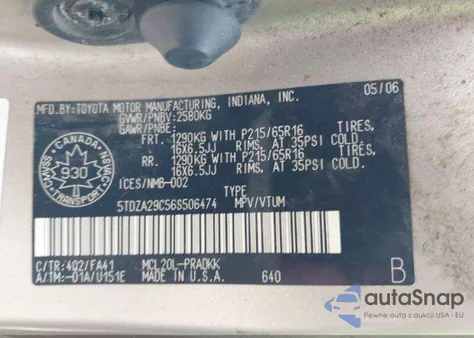 05/06
MFD.BY:TOYOTA MOTOR MANUFACTURING, INDIANA, INC.
GVWR/PNBV:2580KG
GAWR/PNBE:
FRT. 1290KG WITH P215/65R16 TIRES,
16X6.5JJ RIMS, AT 35PSI COLD
RR. 1290KG WITH P215/65R16 TIRES,
16X6.5JJ RIMS, AT 35PSI COLD
CANADA
930
TRANSPORT
ICES/NMB-002
TYPE
5TDZA29C56S506474 MPV/VTUM
C/TR:4Q2/FA41 MCL20L-PRADKK
A/TM:-01A/U151E MADE IN U.S.A. 640
B
autoSnap
Pewne auta z dostawą z USA - EU